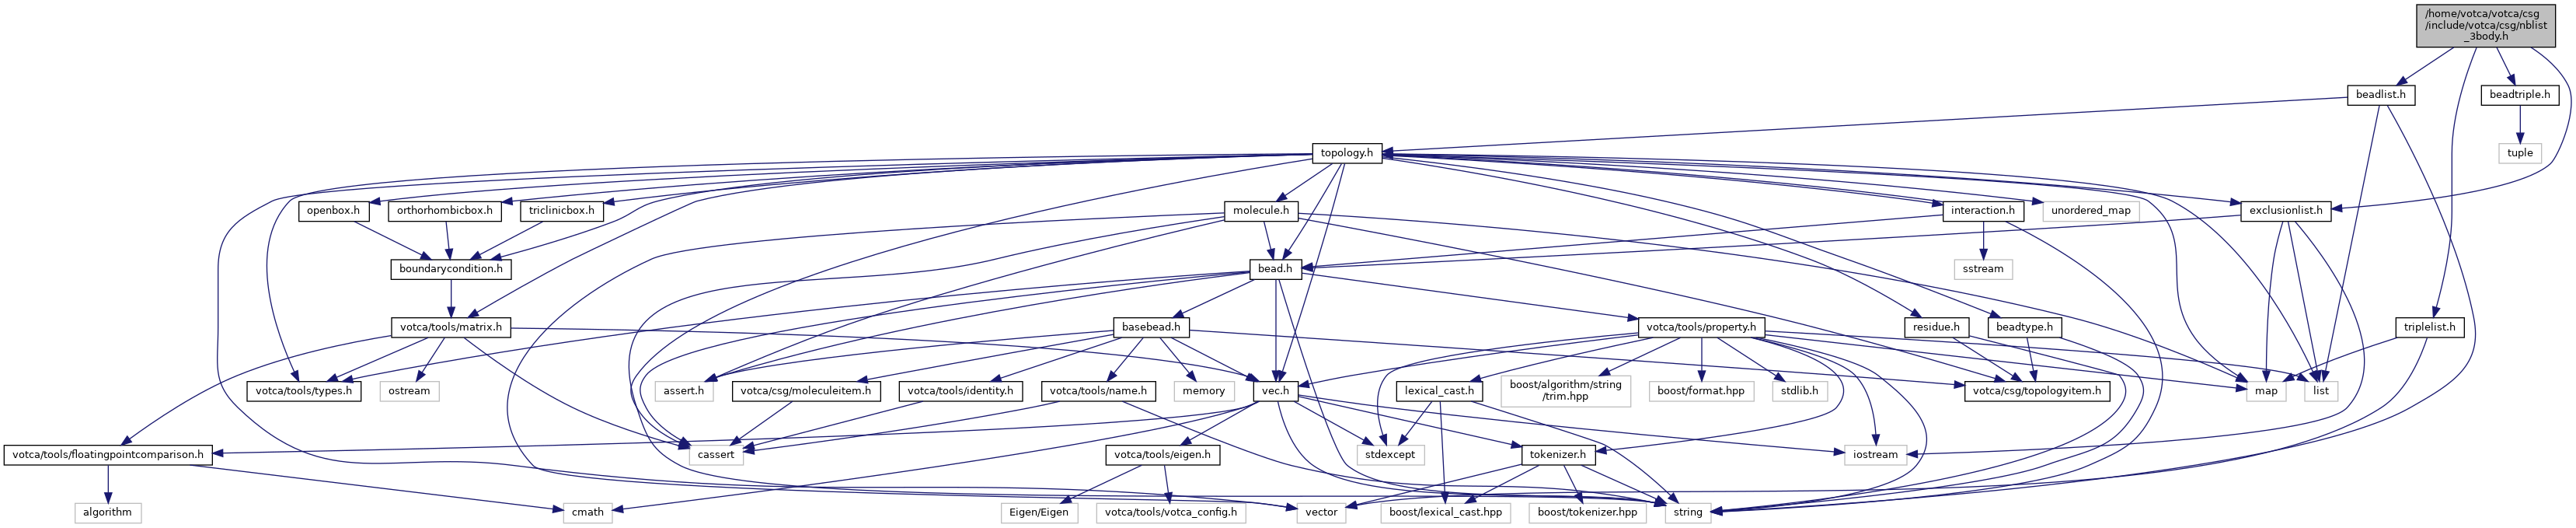 /home/votca/votca/csg
/include/votca/csg/nblist
_3body.h
beadlist.h
beadtriple.h
topology.h
tuple
openbox.h
orthorhombicbox.h
triclinicbox.h
molecule.h
interaction.h
unordered_map
exclusionlist.h
boundarycondition.h
bead.h
sstream
votca/tools/matrix.h
basebead.h
votca/tools/property.h
residue.h
beadtype.h
triplelist.h
votca/tools/types.h
ostream
assert.h
votca/csg/moleculeitem.h
votca/tools/identity.h
votca/tools/name.h
memory
vec.h
lexical_cast.h
boost/algorithm/string
/trim.hpp
boost/format.hpp
stdlib.h
votca/csg/topologyitem.h
map
list
votca/tools/floatingpointcomparison.h
cassert
votca/tools/eigen.h
stdexcept
tokenizer.h
iostream
algorithm
cmath
Eigen/Eigen
votca/tools/votca_config.h
vector
boost/lexical_cast.hpp
boost/tokenizer.hpp
string